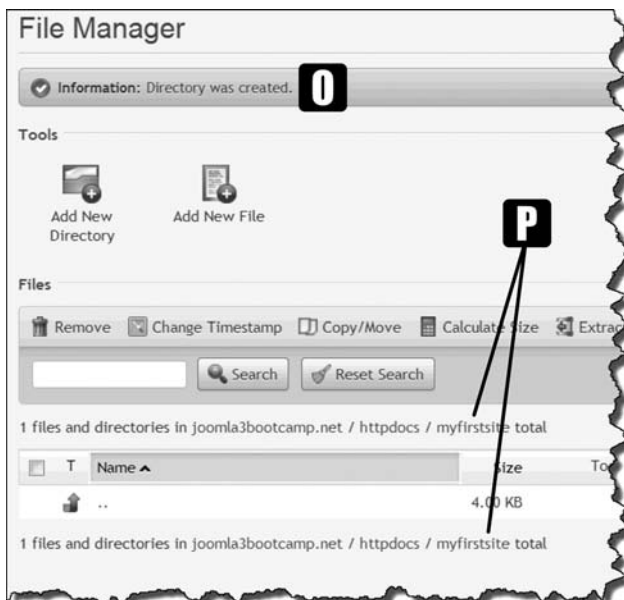 File Manager
Information: Directory was created. O
Tools
Add New Directory
Add New File
P
Files
Remove Change Timestamp Copy/Move Calculate Size Extrac
Search Reset Search
1 files and directories in joomla3bootcamp.net / httpdocs / myfirstsite total
T Name Size To
.. 4.00 KB
1 files and directories in joomla3bootcamp.net / httpdocs / myfirstsite total